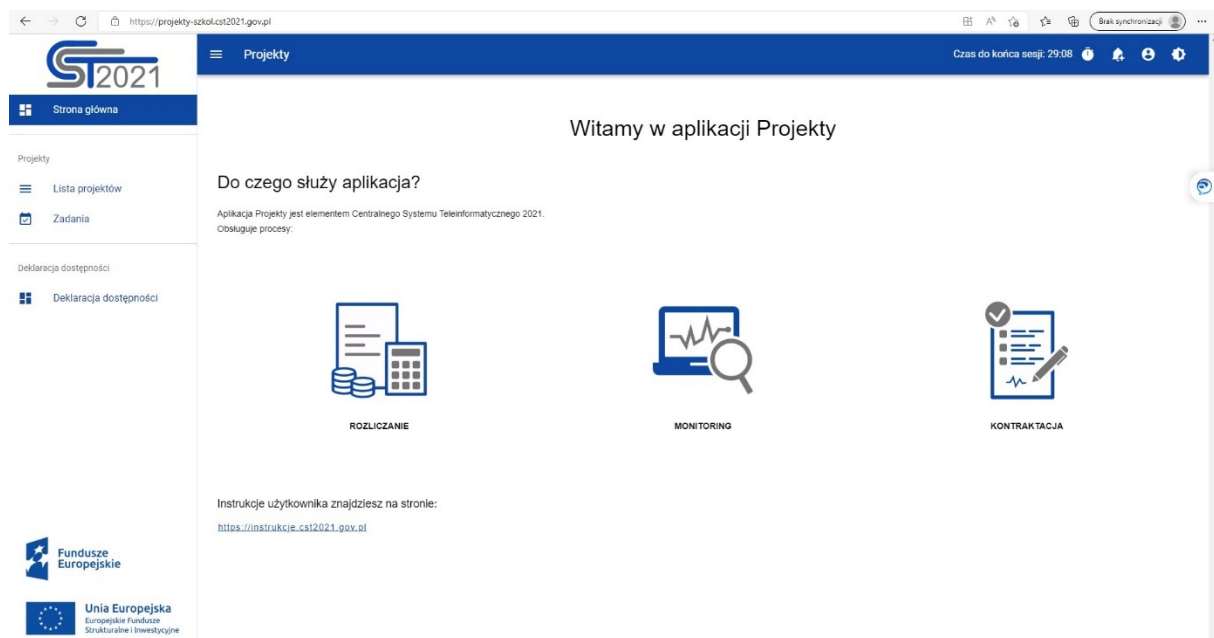 https://projekty-szkol.cst2021.gov.pl
Brak synchronizacji
ST2021
Projekty
Czas do końca sesji: 29:08
Strona główna
Projekty
Lista projektów
Zadania
Deklaracja dostępności
Deklaracja dostępności
Witamy w aplikacji Projekty
Do czego służy aplikacja?
Aplikacja Projekty jest elementem Centralnego Systemu Teleinformatycznego 2021.
Obsługuje procesy:
ROZLICZANIE
MONITORING
KONTRAKTACJA
Instrukcje użytkownika znajdziesz na stronie:
https://instrukcje.cst2021.gov.pl
Fundusze
Europejskie
Unia Europejska
Europejskie Fundusze
Strukturalne i Inwestycyjne